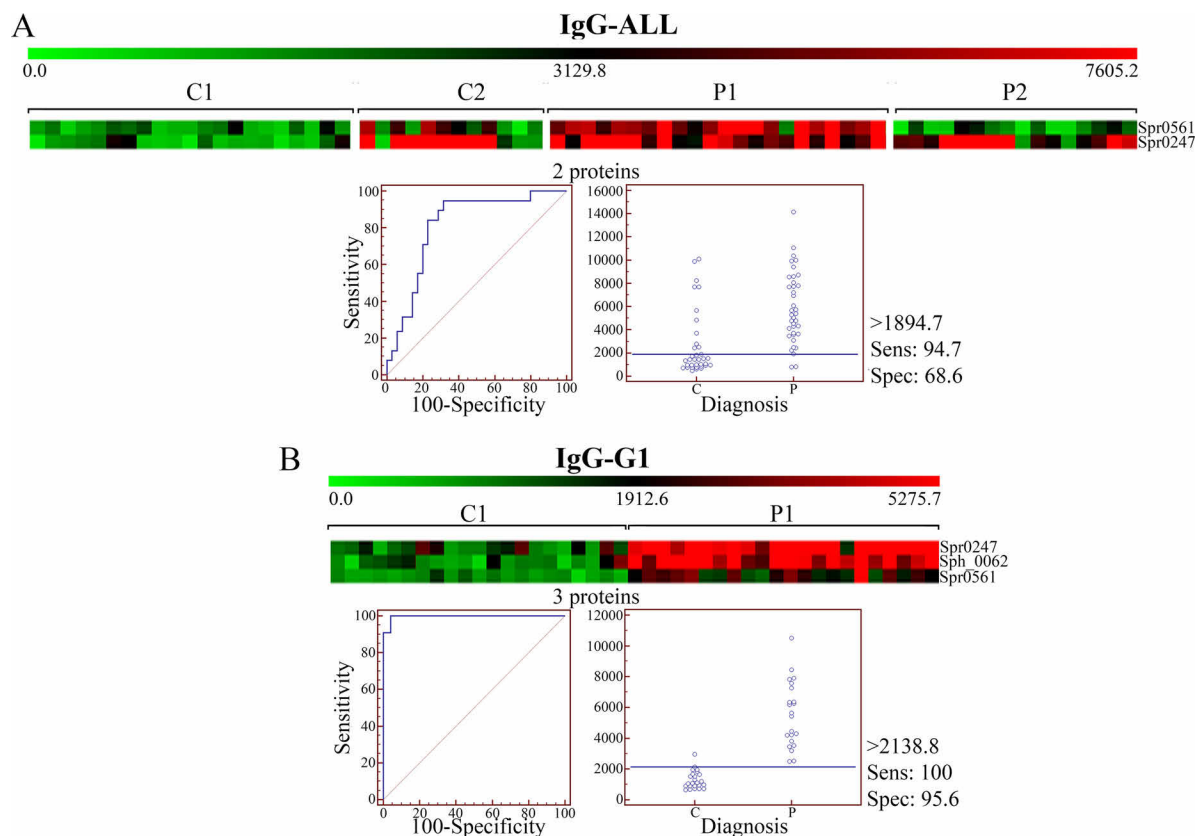 A
IgG-ALL
0.0 3129.8 7605.2
C1 C2 P1 P2
Spr0561
Spr0247
2 proteins
100
80
60
40
20
0
Sensitivity
0 20 40 60 80 100
100-Specificity
16000
14000
12000
10000
8000
6000
4000
2000
0
C P
Diagnosis
>1894.7
Sens: 94.7
Spec: 68.6
B
IgG-G1
0.0 1912.6 5275.7
C1 P1
Spr0247
Sph_0062
Spr0561
3 proteins
100
80
60
40
20
0
Sensitivity
0 20 40 60 80 100
100-Specificity
12000
10000
8000
6000
4000
2000
0
C P
Diagnosis
>2138.8
Sens: 100
Spec: 95.6